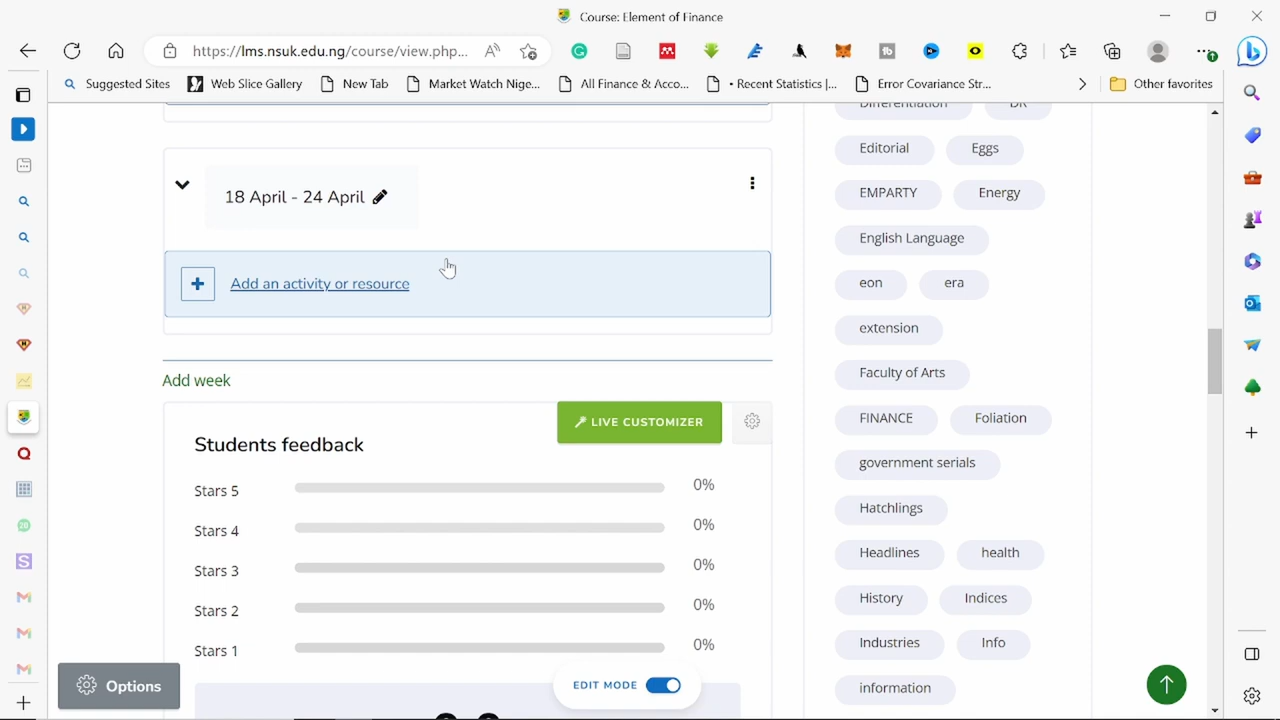 Course: Element of Finance
https://lms.nsuk.edu.ng/course/view.php...
Suggested Sites
Web Slice Gallery
New Tab
Market Watch Nige...
All Finance & Acco...
• Recent Statistics |...
Error Covariance Str...
Other favorites
18 April - 24 April
Add an activity or resource
Add week
LIVE CUSTOMIZER
Students feedback
Stars 5 0%
Stars 4 0%
Stars 3 0%
Stars 2 0%
Stars 1 0%
Options
EDIT MODE
Differentiation DR
Editorial Eggs
EMPARTY Energy
English Language
eon era
extension
Faculty of Arts
FINANCE Foliation
government serials
Hatchlings
Headlines health
History Indices
Industries Info
information